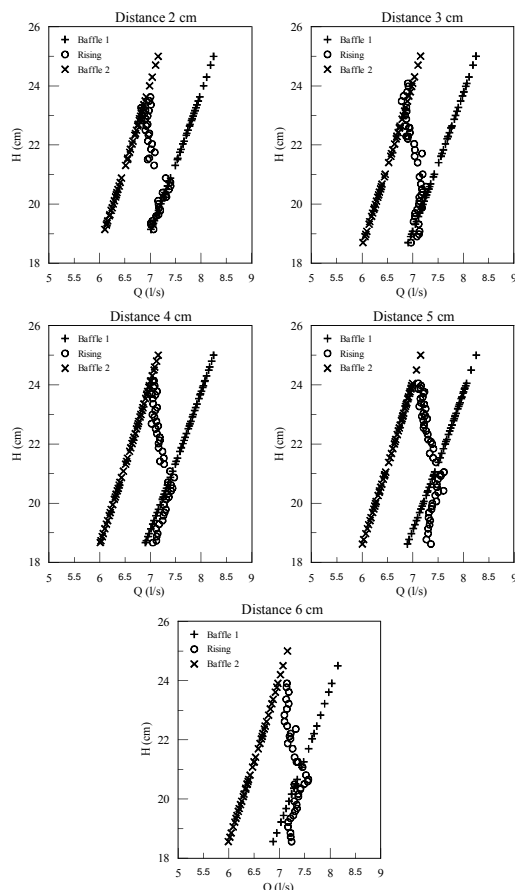 Distance 2 cm
26
24
22
20
18
H (cm)
Baffle 1
Rising
Baffle 2
5 5.5 6 6.5 7 7.5 8 8.5 9
Q (l/s)
Distance 3 cm
26
24
22
20
18
H (cm)
Baffle 1
Rising
Baffle 2
5 5.5 6 6.5 7 7.5 8 8.5 9
Q (l/s)
Distance 4 cm
26
24
22
20
18
H (cm)
Baffle 1
Rising
Baffle 2
5 5.5 6 6.5 7 7.5 8 8.5 9
Q (l/s)
Distance 5 cm
26
24
22
20
18
H (cm)
Baffle 1
Rising
Baffle 2
5 5.5 6 6.5 7 7.5 8 8.5 9
Q (l/s)
Distance 6 cm
26
24
22
20
18
H (cm)
Baffle 1
Rising
Baffle 2
5 5.5 6 6.5 7 7.5 8 8.5 9
Q (l/s)